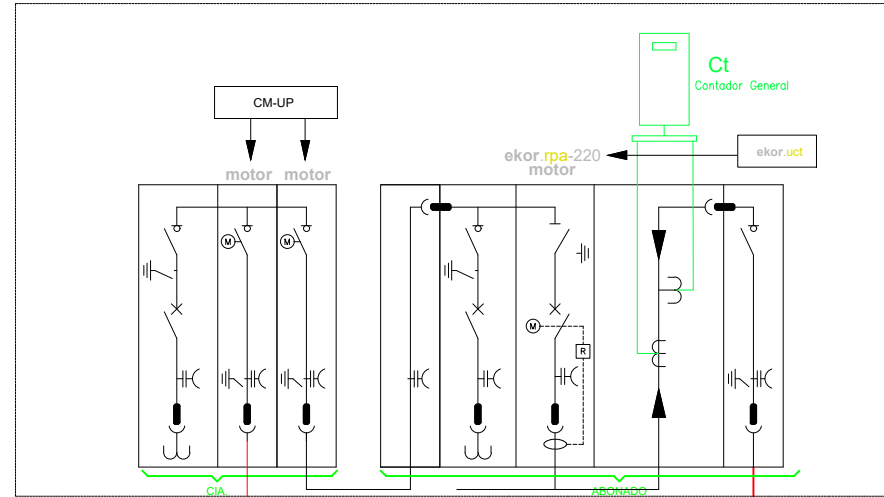 Ct
Contador General
CM-UP
ekor.rpa-220
motor
ekor.uct
motor
motor
M
M
M
R
CIA.
ABONADO